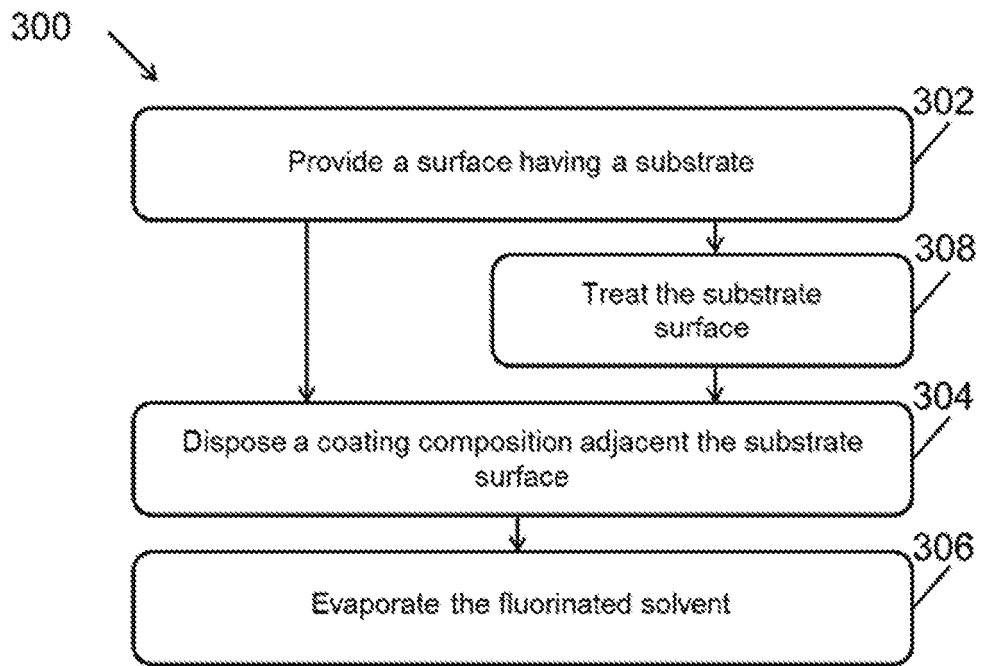 300
302
Provide a surface having a substrate
308
Treat the substrate
surface
304
Dispose a coating composition adjacent the substrate
surface
306
Evaporate the fluorinated solvent